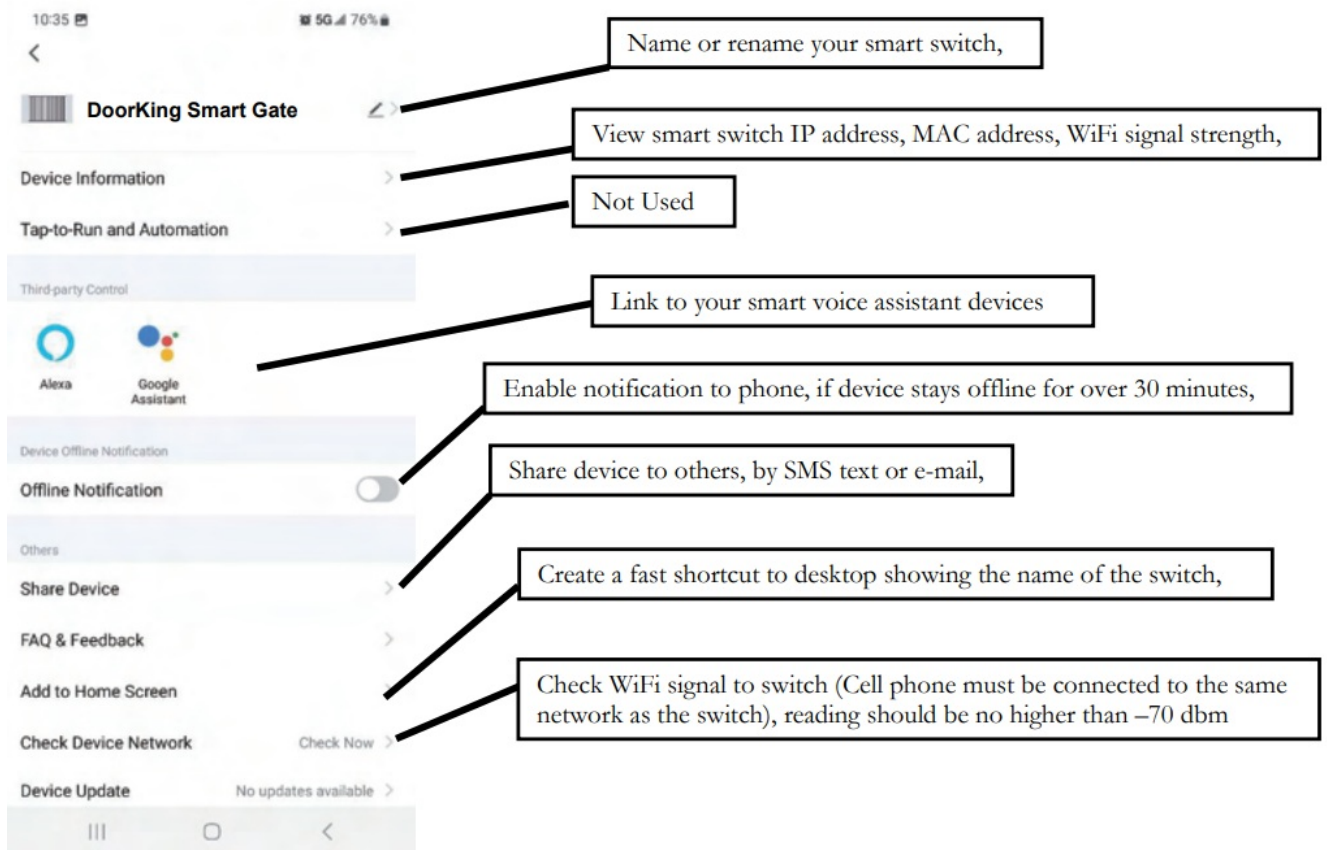 10:35 5G 76%
Name or rename your smart switch,
DoorKing Smart Gate
View smart switch IP address, MAC address, WiFi signal strength,
Device Information
Not Used
Tap-to-Run and Automation
Third-party Control
Link to your smart voice assistant devices
Alexa
Google
Assistant
Enable notification to phone, if device stays offline for over 30 minutes,
Device Offline Notification
Share device to others, by SMS text or e-mail,
Offline Notification
Others
Create a fast shortcut to desktop showing the name of the switch,
Share Device
FAQ & Feedback
Add to Home Screen
Check WiFi signal to switch (Cell phone must be connected to the same
network as the switch), reading should be no higher than –70 dbm
Check Device Network Check Now
Device Update No updates available